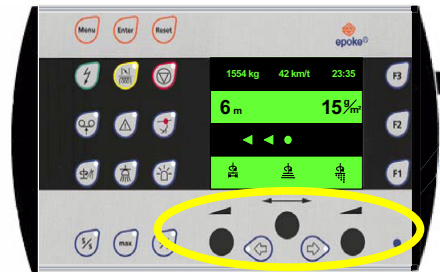 Menu Enter Reset
epoke®
1554 kg 42 km/t 23:35
6 m 15 g/m²
F3
F2
F1
S/S max